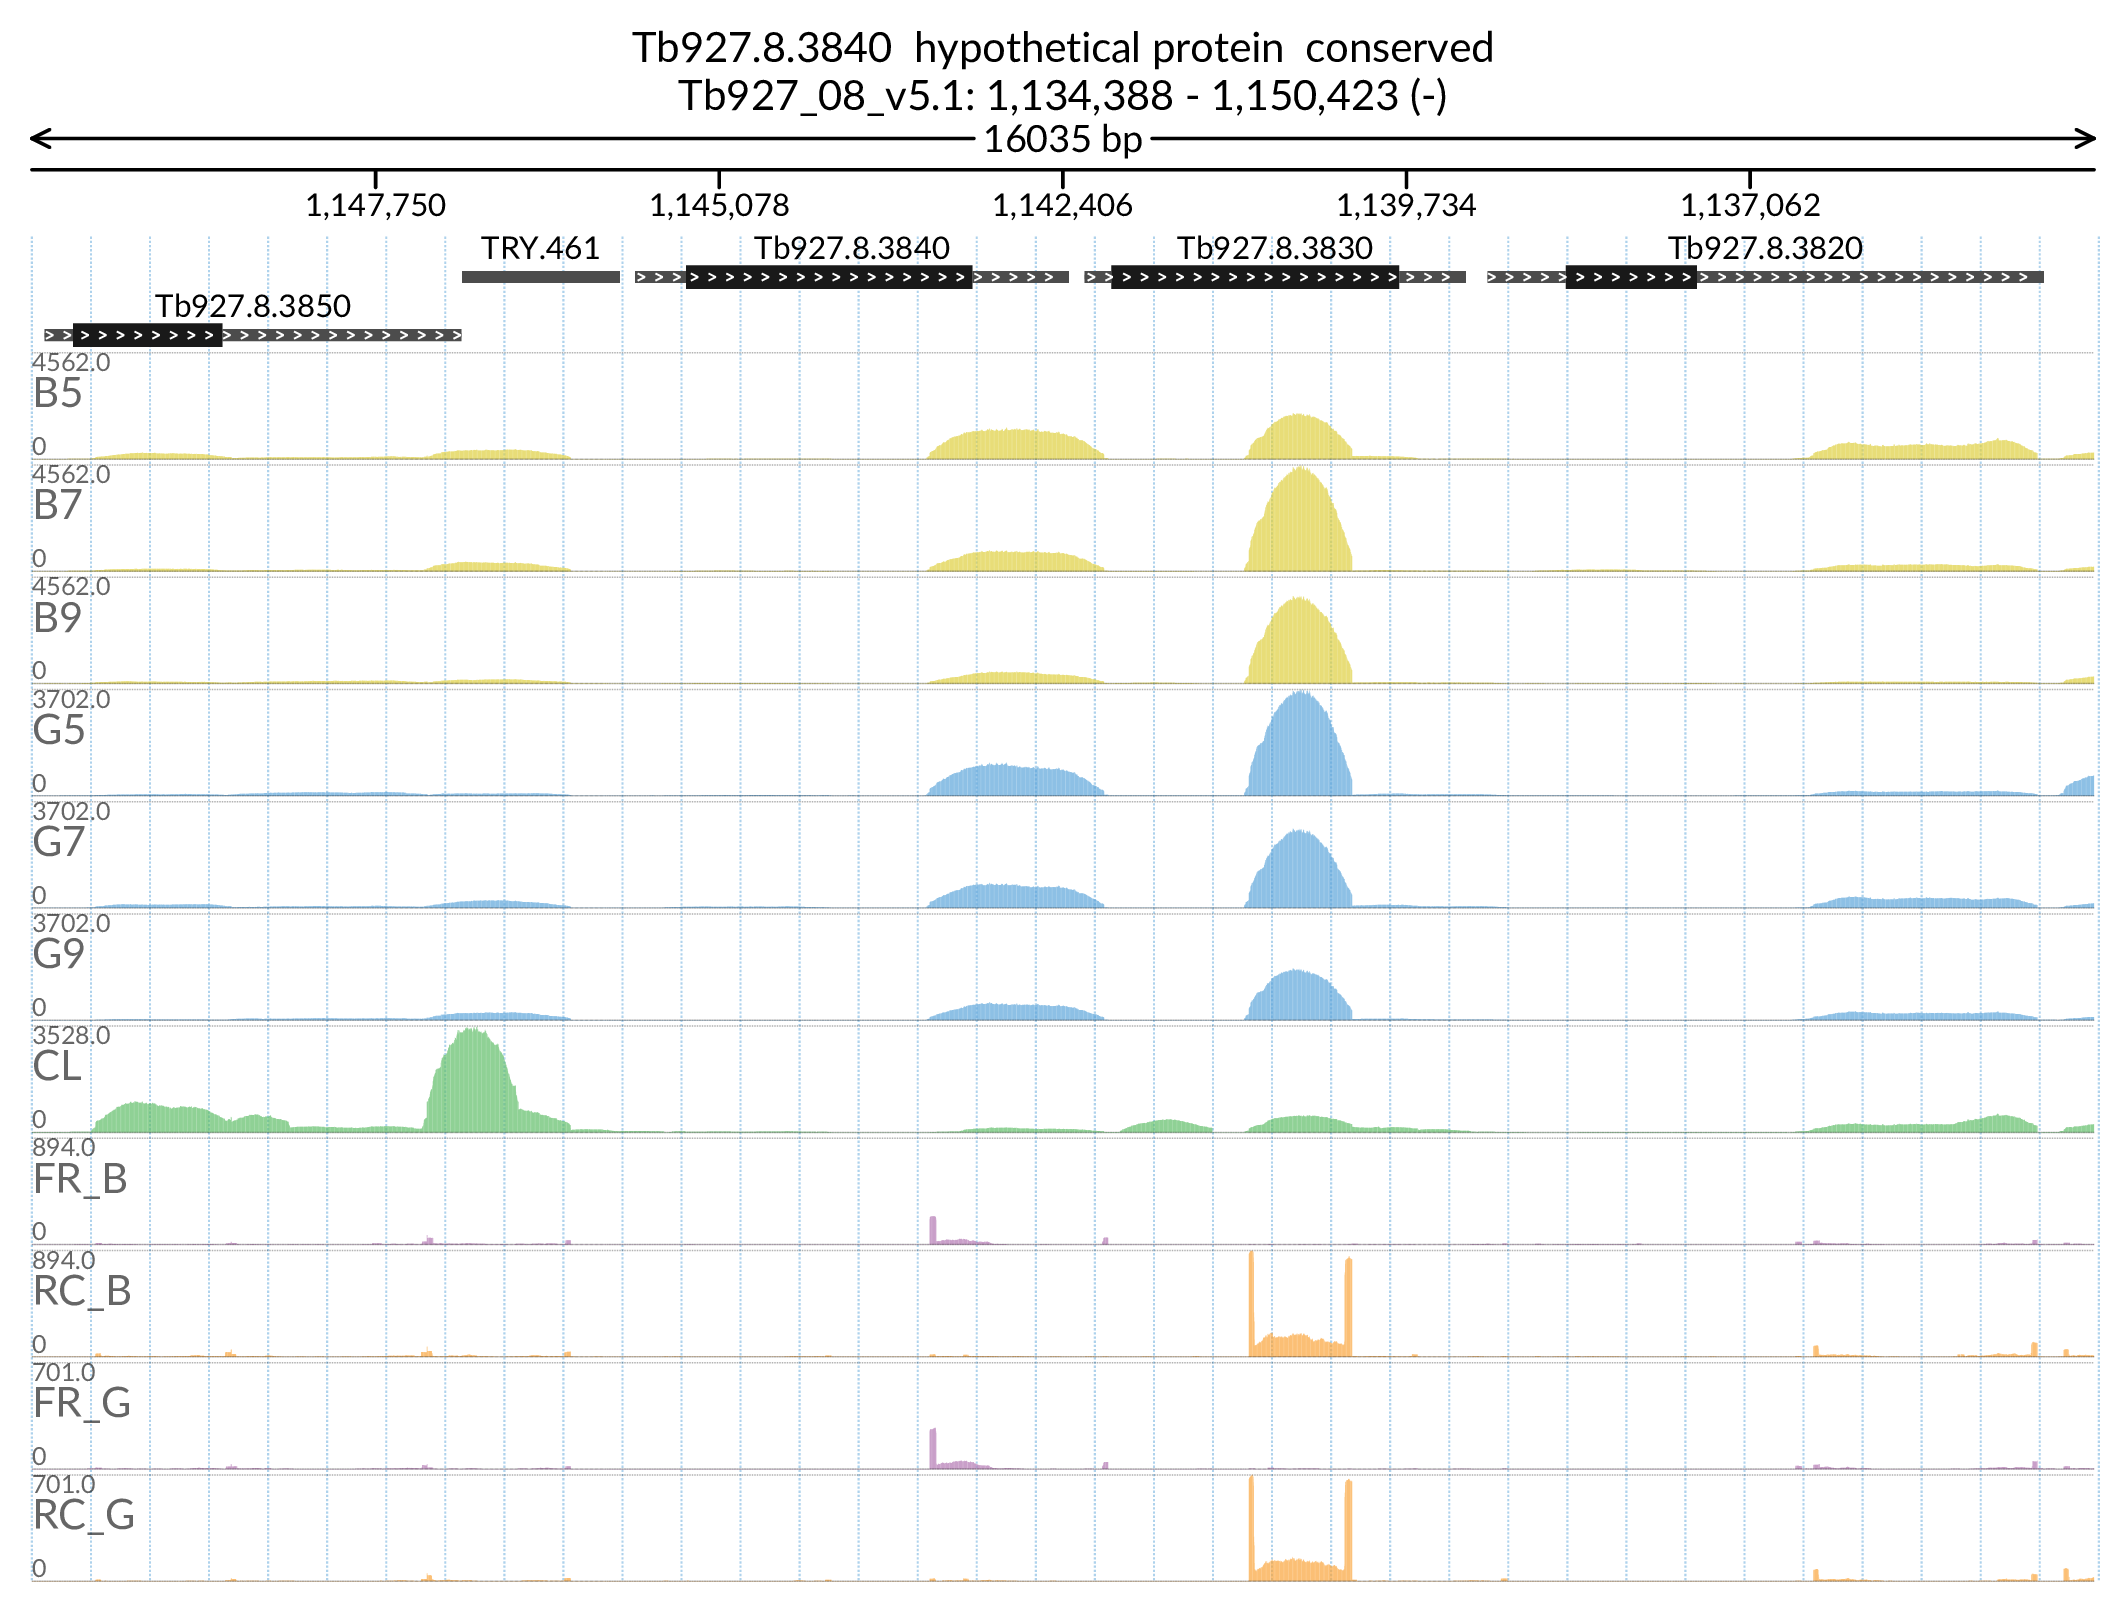 Tb927.8.3840 hypothetical protein conserved
Tb927_08_v5.1: 1,134,388 - 1,150,423 (-)
16035 bp
1,147,750 1,145,078 1,142,406 1,139,734 1,137,062
TRY.461 Tb927.8.3840 Tb927.8.3830 Tb927.8.3820
Tb927.8.3850
4562.0
B5
0
4562.0
B7
0
4562.0
B9
0
3702.0
G5
0
3702.0
G7
0
3702.0
G9
0
3528.0
CL
0
894.0
FR_B
0
894.0
RC_B
0
701.0
FR_G
0
701.0
RC_G
0